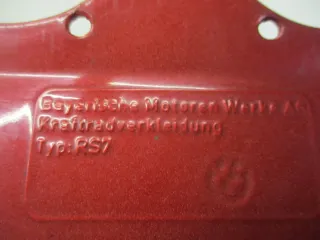 Bayerische Motoren Werke AG
Kraftradverkleidung
Typ: RS7